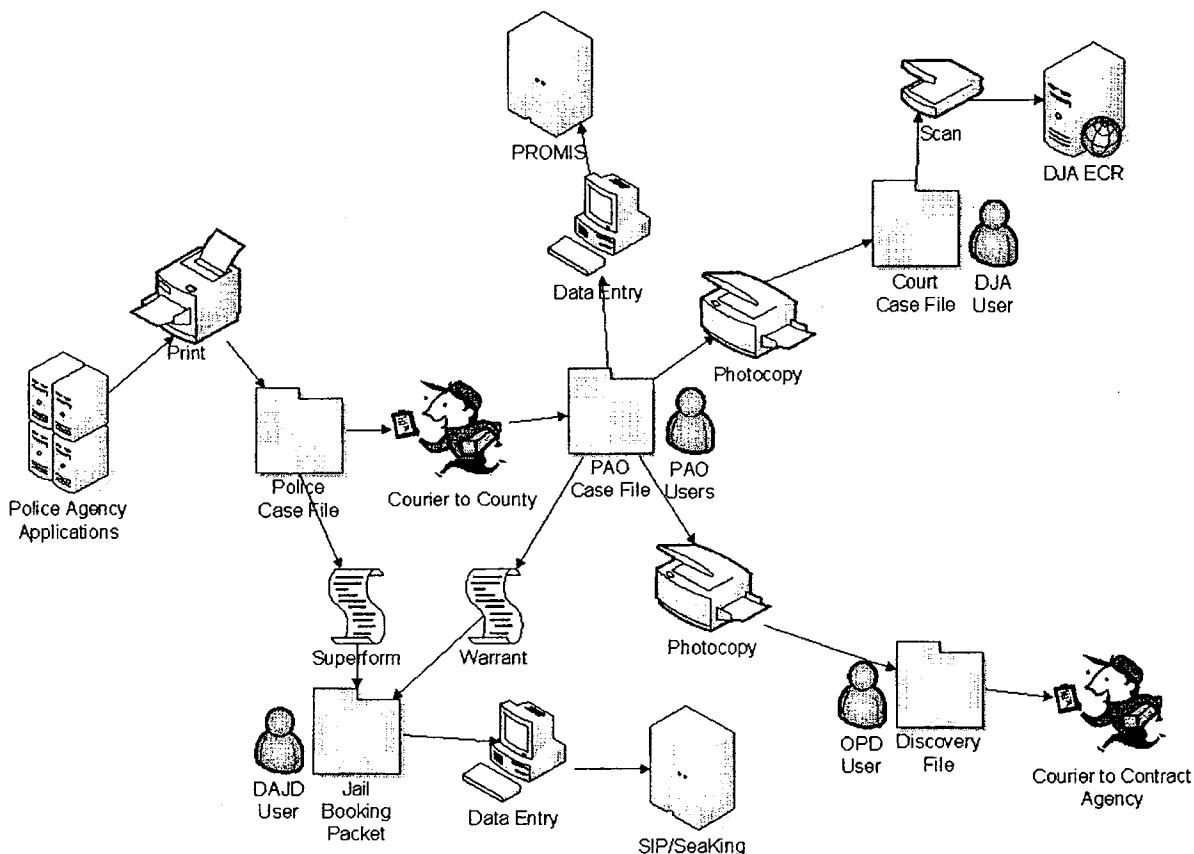 PROMIS
Scan
DJA ECR
Data Entry
Court
Case File
DJA
User
Print
Photocopy
Police Agency
Applications
Police
Case File
Courier to County
PAO
Case File
PAO
Users
Superform
Warrant
Photocopy
DAJD
User
Jail
Booking
Packet
Data Entry
SIP/SeaKing
OPD
User
Discovery
File
Courier to Contract
Agency